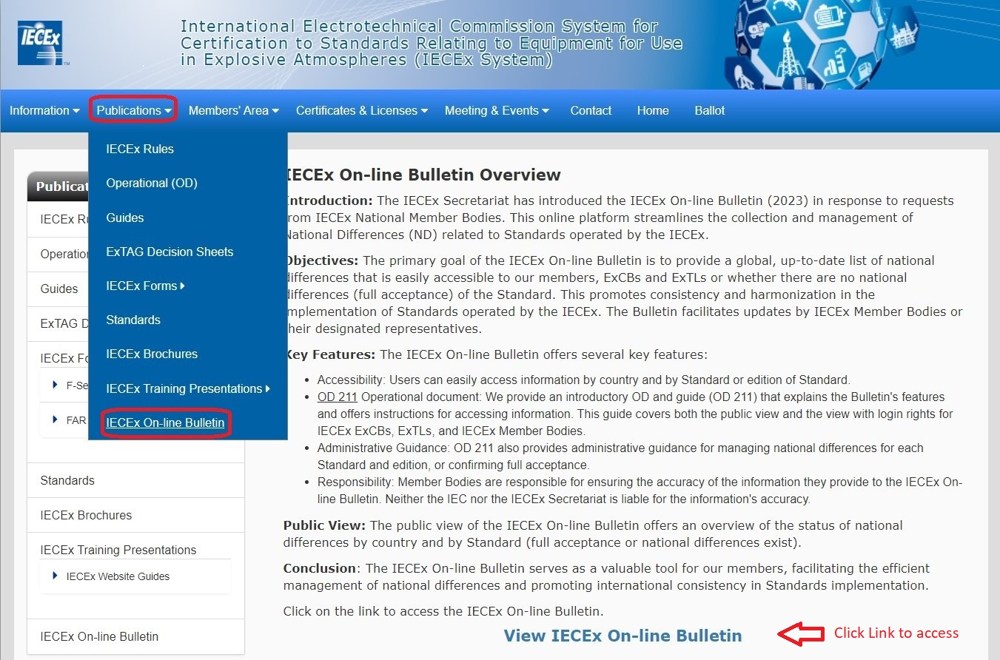 IECEx
TM
International Electrotechnical Commission System for
Certification to Standards Relating to Equipment for Use
in Explosive Atmospheres (IECEx System)
Information Publications Members' Area Certificates & Licenses Meeting & Events Contact Home Ballot
IECEx Rules
Operational (OD)
Guides
ExTAG Decision Sheets
IECEx Forms
Standards
IECEx Brochures
IECEx Training Presentations
IECEx On-line Bulletin
Publicat
IECEx Ru
Operation
Guides
ExTAG D
IECEx Fo
F-Se
FAR
Standards
IECEx Brochures
IECEx Training Presentations
IECEx Website Guides
IECEx On-line Bulletin
IECEx On-line Bulletin Overview
Introduction: The IECEx Secretariat has introduced the IECEx On-line Bulletin (2023) in response to requests
from IECEx National Member Bodies. This online platform streamlines the collection and management of
National Differences (ND) related to Standards operated by the IECEx.
Objectives: The primary goal of the IECEx On-line Bulletin is to provide a global, up-to-date list of national
differences that is easily accessible to our members, ExCBs and ExTLs or whether there are no national
differences (full acceptance) of the Standard. This promotes consistency and harmonization in the
implementation of Standards operated by the IECEx. The Bulletin facilitates updates by IECEx Member Bodies or
their designated representatives.
Key Features: The IECEx On-line Bulletin offers several key features:
• Accessibility: Users can easily access information by country and by Standard or edition of Standard.
• OD 211 Operational document: We provide an introductory OD and guide (OD 211) that explains the Bulletin's features
and offers instructions for accessing information. This guide covers both the public view and the view with login rights for
IECEx ExCBs, ExTLs, and IECEx Member Bodies.
• Administrative Guidance: OD 211 also provides administrative guidance for managing national differences for each
Standard and edition, or confirming full acceptance.
• Responsibility: Member Bodies are responsible for ensuring the accuracy of the information they provide to the IECEx On-
line Bulletin. Neither the IEC nor the IECEx Secretariat is liable for the information's accuracy.
Public View: The public view of the IECEx On-line Bulletin offers an overview of the status of national
differences by country and by Standard (full acceptance or national differences exist).
Conclusion: The IECEx On-line Bulletin serves as a valuable tool for our members, facilitating the efficient
management of national differences and promoting international consistency in Standards implementation.
Click on the link to access the IECEx On-line Bulletin.
View IECEx On-line Bulletin
Click Link to access